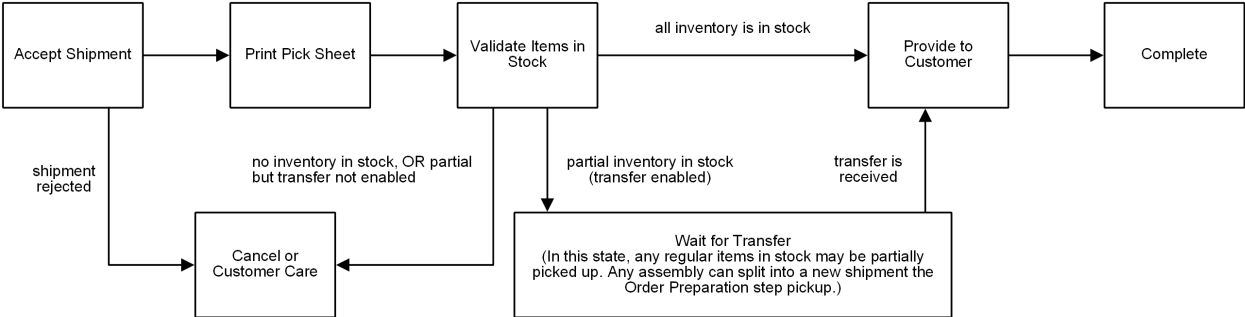 Accept Shipment
Print Pick Sheet
Validate Items in
Stock
all inventory is in stock
Provide to
Customer
Complete
shipment
rejected
no inventory in stock, OR partial
but transfer not enabled
partial inventory in stock
(transfer enabled)
transfer is
received
Cancel or
Customer Care
Wait for Transfer
(In this state, any regular items in stock may be partially
picked up. Any assembly can split into a new shipment the
Order Preparation step pickup.)